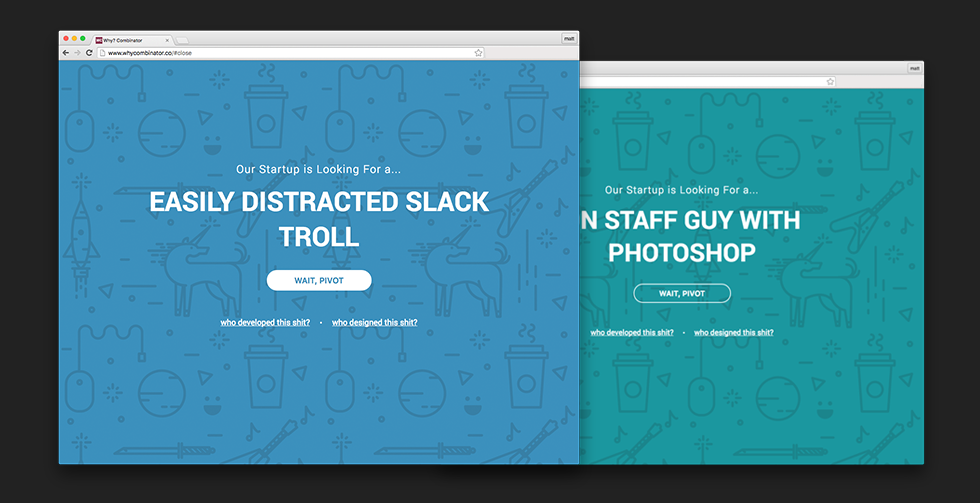 Why? Combinator
matt
www.whycombinator.co/#close
Our Startup is Looking For a...
EASILY DISTRACTED SLACK
TROLL
WAIT, PIVOT
who developed this shit? • who designed this shit?
matt
Our Startup is Looking For a...
N STAFF GUY WITH
PHOTOSHOP
WAIT, PIVOT
who developed this shit? • who designed this shit?